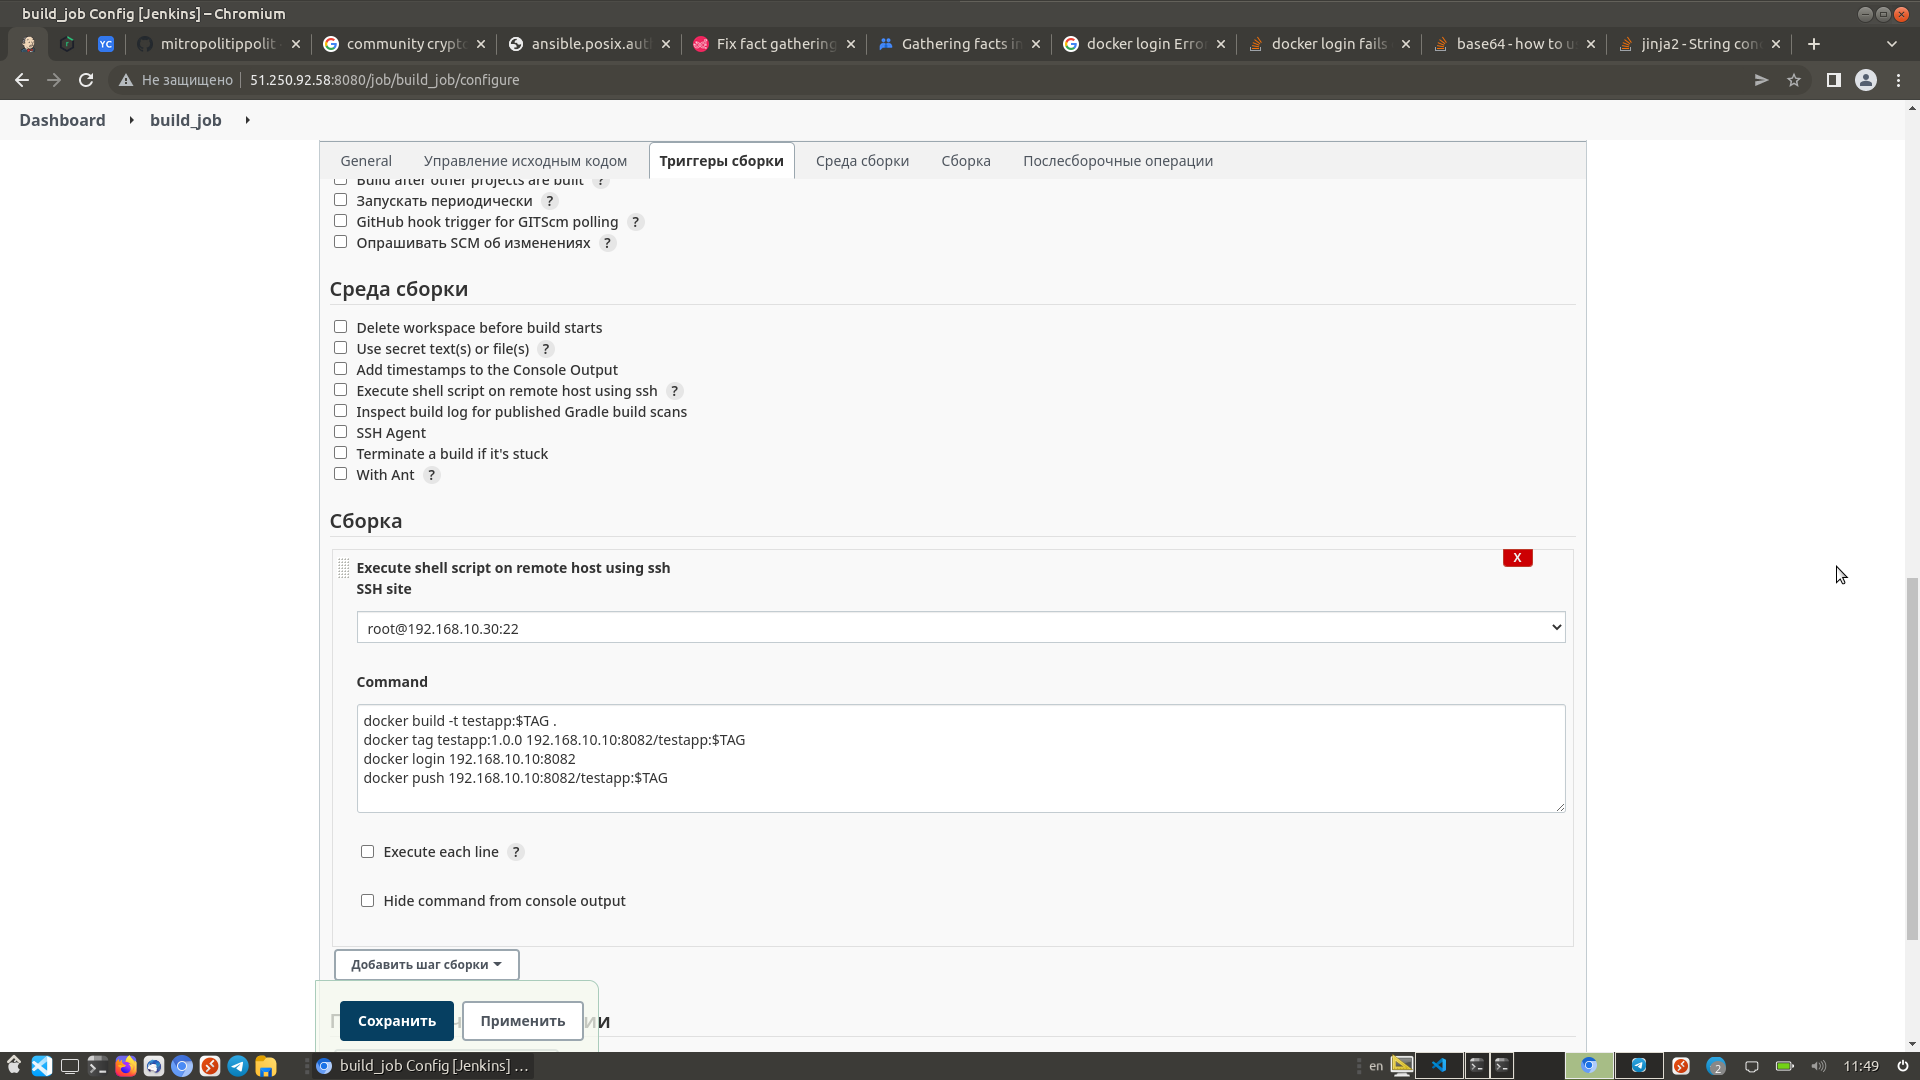 build_job Config [Jenkins] – Chromium
YC
mitropolitippolit
community crypto
ansible.posix.aut
Fix fact gathering
Gathering facts in
docker login Error
docker login fails
base64 - how to u
jinja2 - String con
Не защищено
51.250.92.58:8080/job/build_job/configure
Dashboard
build_job
General
Управление исходным кодом
Триггеры сборки
Среда сборки
Сборка
Послесборочные операции
Build after other projects are built ?
Запускать периодически ?
GitHub hook trigger for GITScm polling ?
Опрашивать SCM об изменениях ?
Среда сборки
Delete workspace before build starts
Use secret text(s) or file(s) ?
Add timestamps to the Console Output
Execute shell script on remote host using ssh ?
Inspect build log for published Gradle build scans
SSH Agent
Terminate a build if it's stuck
With Ant ?
Сборка
X
Execute shell script on remote host using ssh
SSH site
root@192.168.10.30:22
Command
docker build -t testapp:$TAG .
docker tag testapp:1.0.0 192.168.10.10:8082/testapp:$TAG
docker login 192.168.10.10:8082
docker push 192.168.10.10:8082/testapp:$TAG
Execute each line ?
Hide command from console output
Добавить шаг сборки
Сохранить
Применить
build_job Config [Jenkins] ...
en
2
11:49